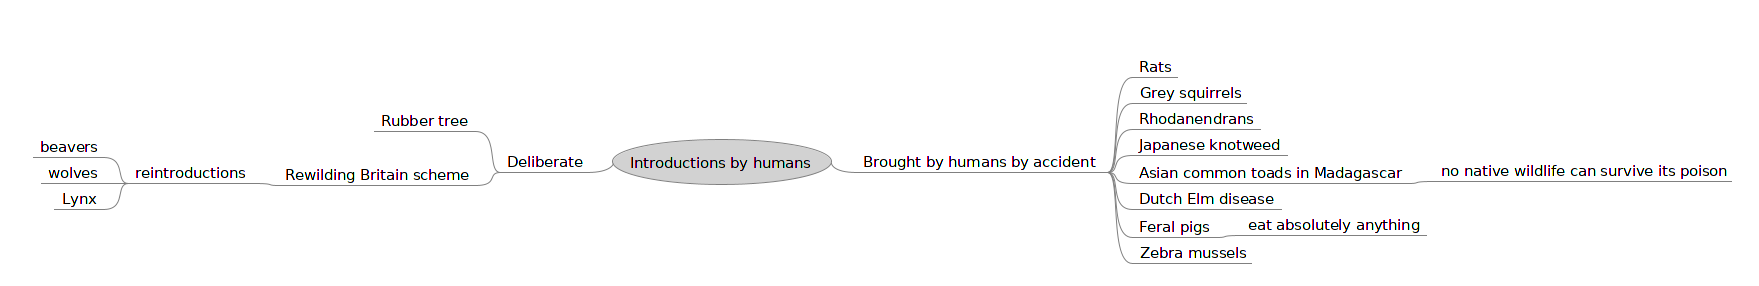 Introductions by humans
Deliberate
Rubber tree
Rewilding Britain scheme
reintroductions
beavers
wolves
Lynx
Brought by humans by accident
Rats
Grey squirrels
Rhodanendrans
Japanese knotweed
Asian common toads in Madagascar
no native wildlife can survive its poison
Dutch Elm disease
Feral pigs
eat absolutely anything
Zebra mussels